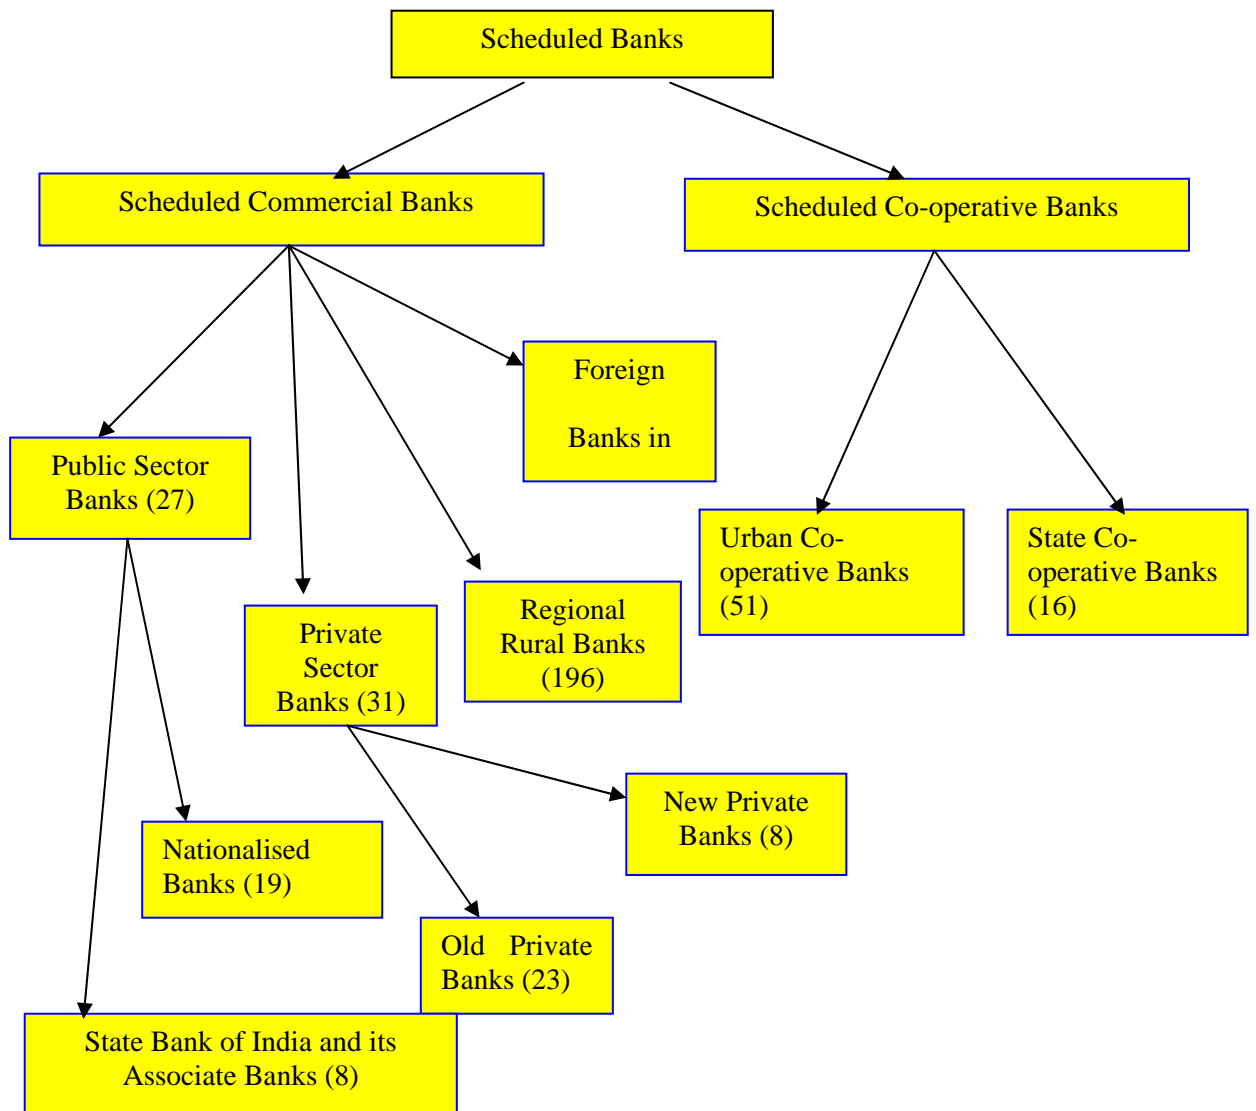 Scheduled Banks
Scheduled Commercial Banks
Scheduled Co-operative Banks
Foreign
Banks in
Public Sector
Banks (27)
Urban Co-
operative Banks
(51)
State Co-
operative Banks
(16)
Regional
Rural Banks
(196)
Private
Sector
Banks (31)
New Private
Banks (8)
Nationalised
Banks (19)
Old Private
Banks (23)
State Bank of India and its
Associate Banks (8)